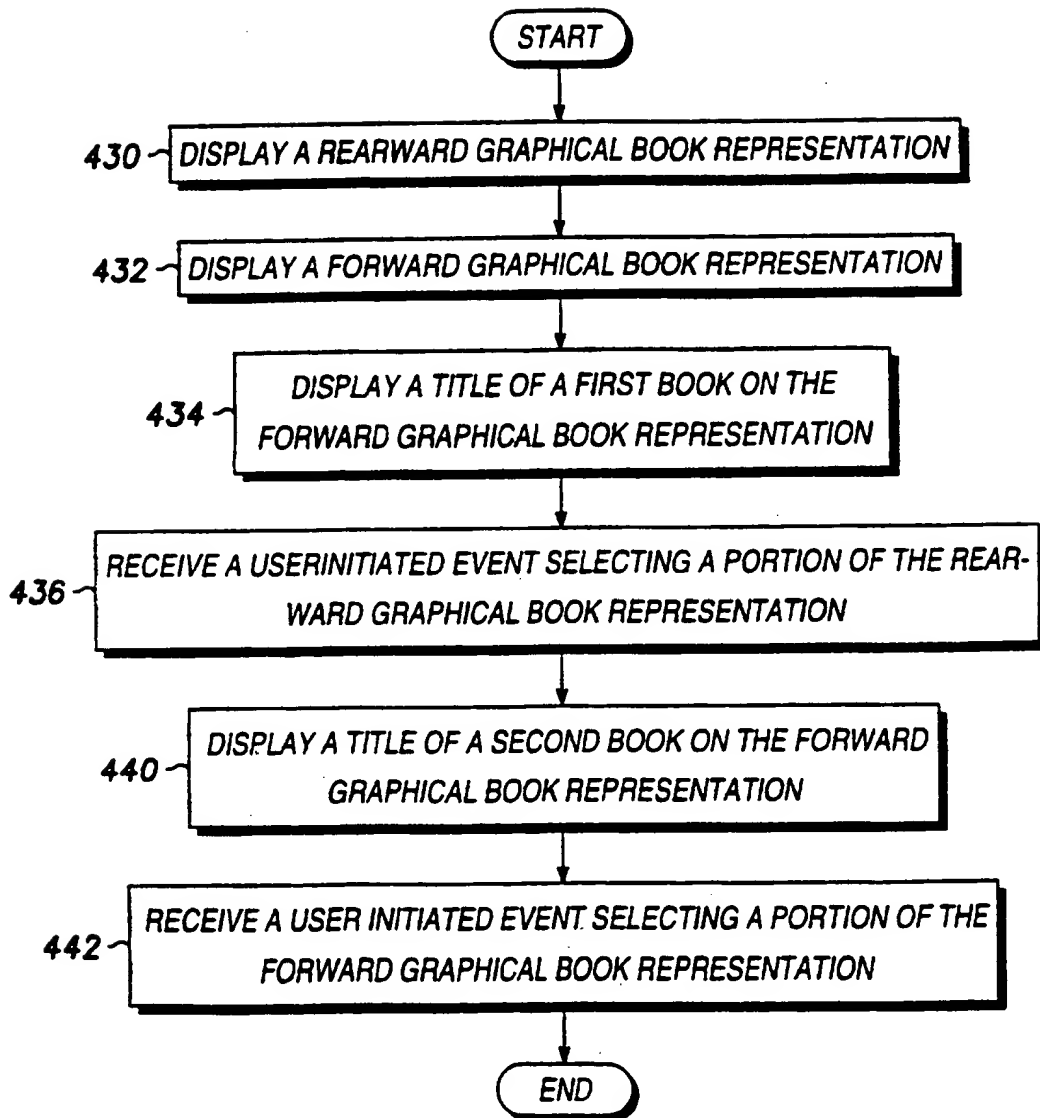 START
430 DISPLAY A REARWARD GRAPHICAL BOOK REPRESENTATION
432 DISPLAY A FORWARD GRAPHICAL BOOK REPRESENTATION
DISPLAY A TITLE OF A FIRST BOOK ON THE
434 FORWARD GRAPHICAL BOOK REPRESENTATION
RECEIVE A USERINITIATED EVENT SELECTING A PORTION OF THE REAR-
436 WARD GRAPHICAL BOOK REPRESENTATION
DISPLAY A TITLE OF A SECOND BOOK ON THE FORWARD
440 GRAPHICAL BOOK REPRESENTATION
RECEIVE A USER INITIATED EVENT SELECTING A PORTION OF THE
442 FORWARD GRAPHICAL BOOK REPRESENTATION
END